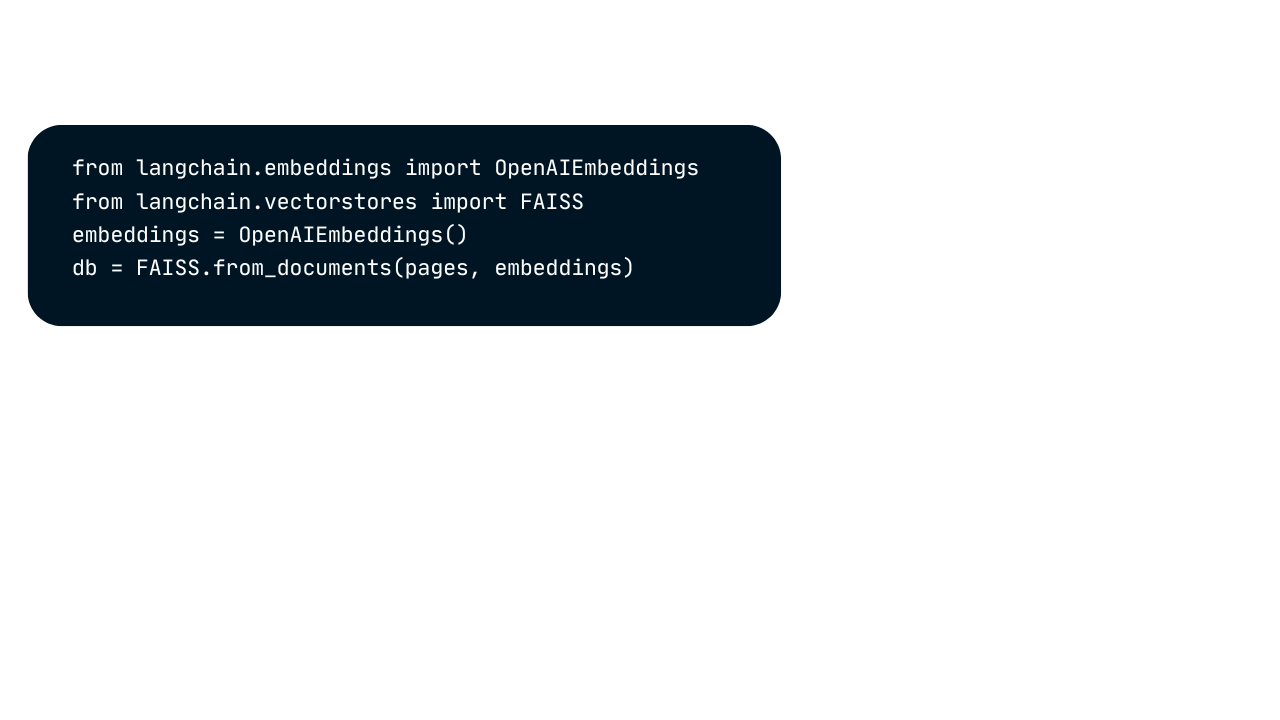 from langchain.embeddings import OpenAIEmbeddings
from langchain.vectorstores import FAISS
embeddings = OpenAIEmbeddings()
db = FAISS.from_documents(pages, embeddings)